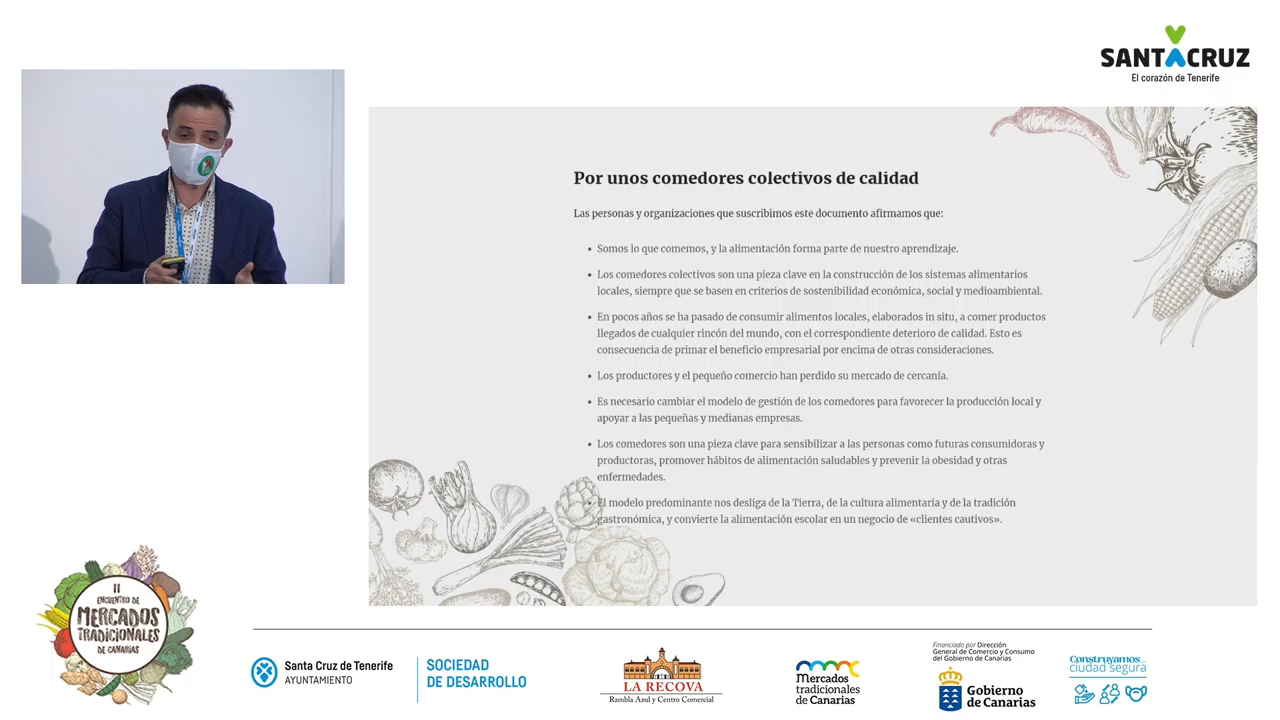 SANTACRUZ
El corazón de Tenerife
Por unos comedores colectivos de calidad
Las personas y organizaciones que suscribimos este documento afirmamos que:
• Somos lo que comemos, y la alimentación forma parte de nuestro aprendizaje.
• Los comedores colectivos son una pieza clave en la construcción de los sistemas alimentarios
locales, siempre que se basen en criterios de sostenibilidad económica, social y medioambiental.
• En pocos años se ha pasado de consumir alimentos locales, elaborados in situ, a comer productos
llegados de cualquier rincón del mundo, con el correspondiente deterioro de calidad. Esto es
consecuencia de primar el beneficio empresarial por encima de otras consideraciones.
• Los productores y el pequeño comercio han perdido su mercado de cercanía.
• Es necesario cambiar el modelo de gestión de los comedores para favorecer la producción local y
apoyar a las pequeñas y medianas empresas.
• Los comedores son una pieza clave para sensibilizar a las personas como futuras consumidoras y
productoras, promover hábitos de alimentación saludables y prevenir la obesidad y otras
enfermedades.
• El modelo predominante nos desliga de la Tierra, de la cultura alimentaria y de la tradición
gastronómica, y convierte la alimentación escolar en un negocio de «clientes cautivos».
II
ENCUENTRO DE
MERCADOS
TRADICIONALES
DE CANARIAS
Santa Cruz de Tenerife
AYUNTAMIENTO
SOCIEDAD
DE DESARROLLO
LA RECOVA
Rambla Azul y Centro Comercial
Mercados
tradicionales
de Canarias
Financiado por Dirección
General de Comercio y Consumo
del Gobierno de Canarias
Gobierno
de Canarias
Construyamos
ciudad segura